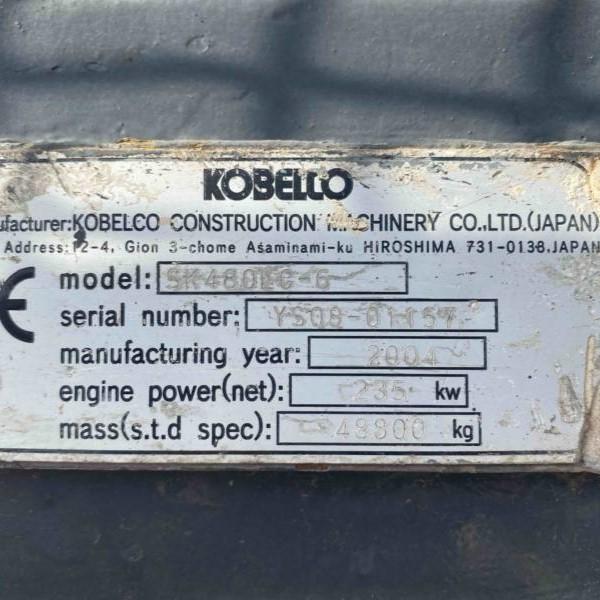 KOBELCO
ufacturer:KOBELCO CONSTRUCTION MACHINERY CO.,LTD.(JAPAN)
Address:12-4, Gion 3-chome Asaminami-ku HIROSHIMA 731-0138.JAPAN
CE
model: SK480LC-6
serial number: YS08-01157
manufacturing year: 2004
engine power(net): 235 kw
mass(s.t.d spec): 48800 kg